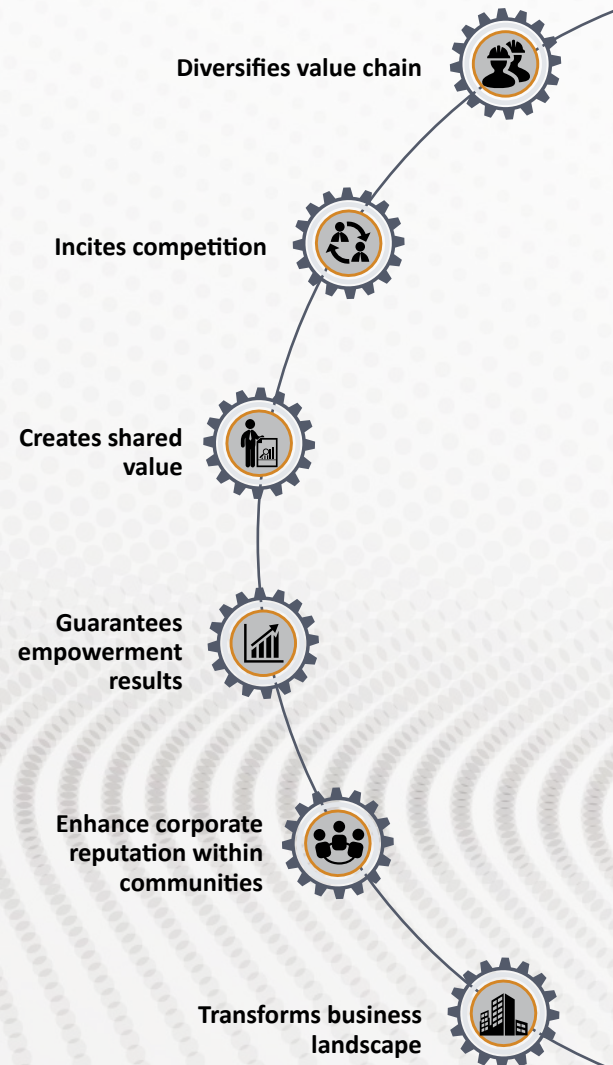 Diversifies value chain
Incites competition
Creates shared
value
Guarantees
empowerment
results
Enhance corporate
reputation within
communities
Transforms business
landscape